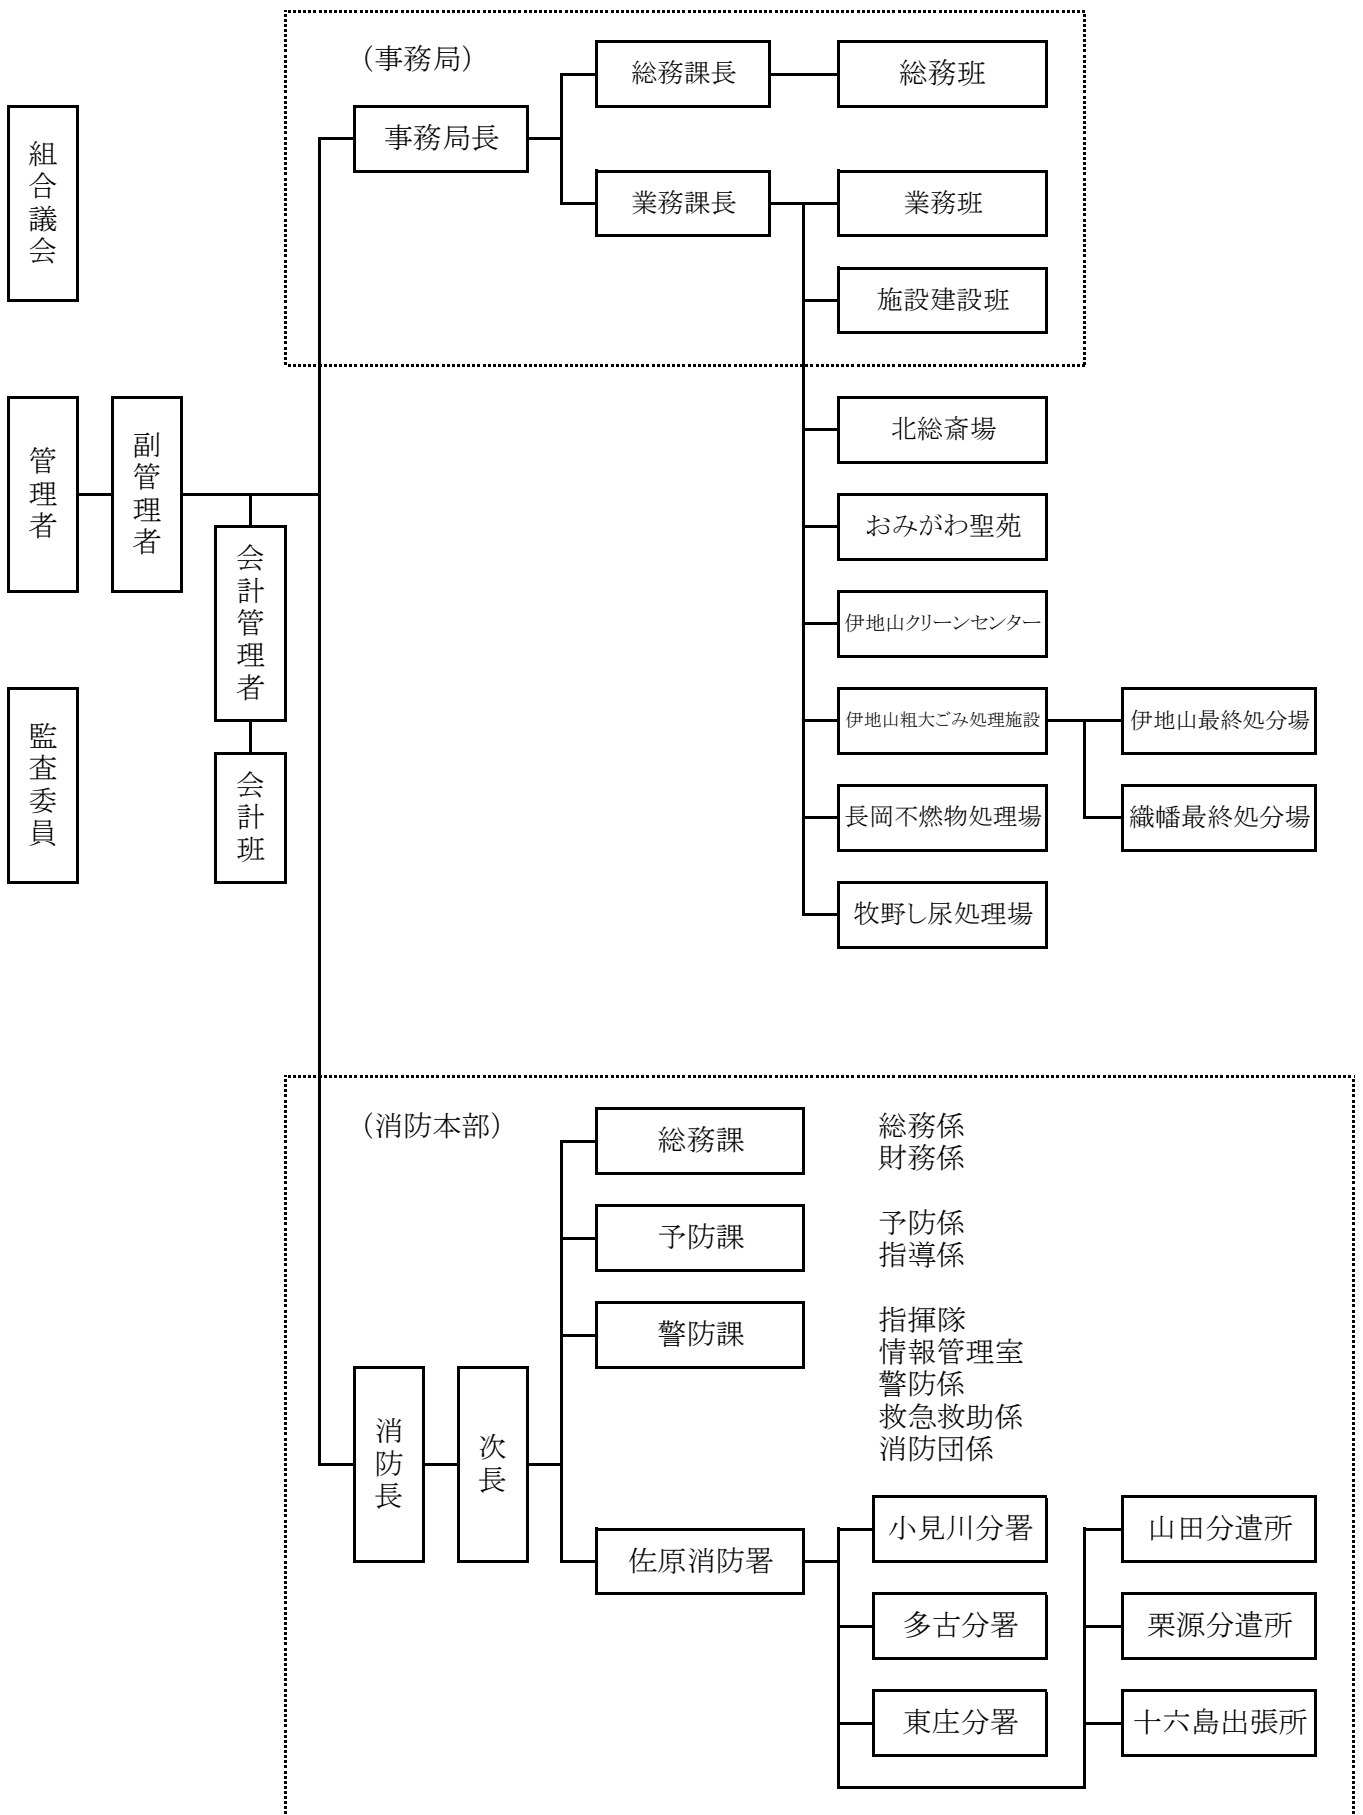 （事務局）
総務課長
総務班
事務局長
組合議会
業務課長
業務班
施設建設班
管理者
副管理者
北総斎場
おみがわ聖苑
会計管理者
伊地山クリーンセンター
監査委員
会計班
伊地山粗大ごみ処理施設
伊地山最終処分場
長岡不燃物処理場
織幡最終処分場
牧野し尿処理場
（消防本部）
総務課
総務係
財務係
予防課
予防係
指導係
警防課
指揮隊
情報管理室
警防係
救急救助係
消防団係
消防長
次長
佐原消防署
小見川分署
山田分遣所
多古分署
栗源分遣所
東庄分署
十六島出張所